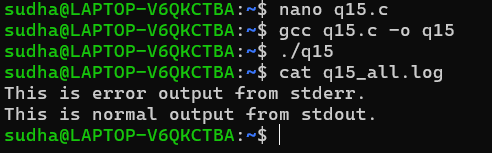 sudha@LAPTOP-V6QKCTBA:~$ nano q15.c
sudha@LAPTOP-V6QKCTBA:~$ gcc q15.c -o q15
sudha@LAPTOP-V6QKCTBA:~$ ./q15
sudha@LAPTOP-V6QKCTBA:~$ cat q15_all.log
This is error output from stderr.
This is normal output from stdout.
sudha@LAPTOP-V6QKCTBA:~$